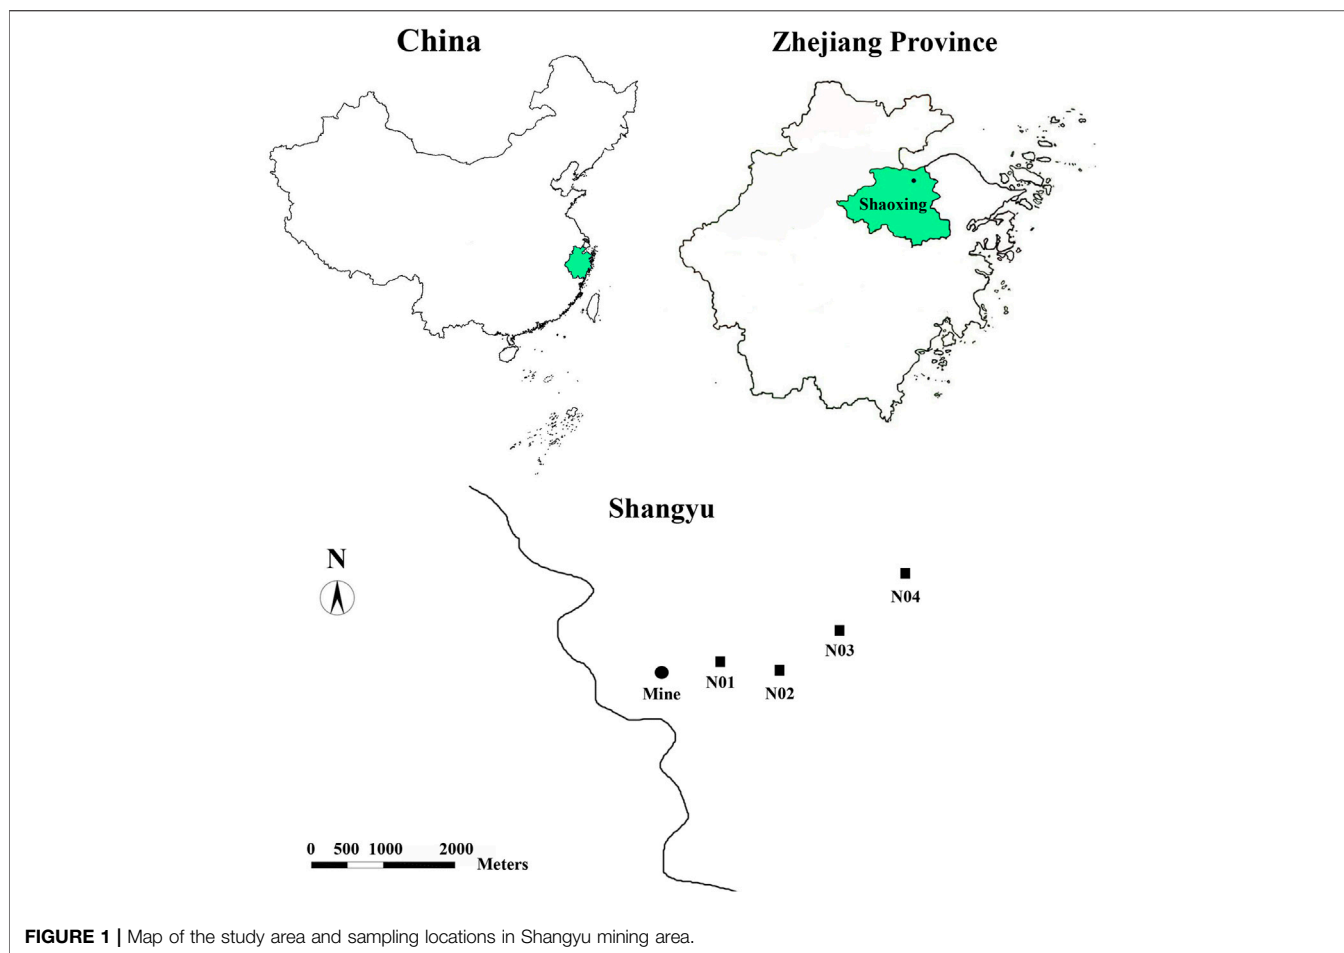 China
Zhejiang Province
Shaoxing
Shangyu
N
N04
N03
N01
N02
Mine
0 500 1000 2000
Meters
FIGURE 1 | Map of the study area and sampling locations in Shangyu mining area.